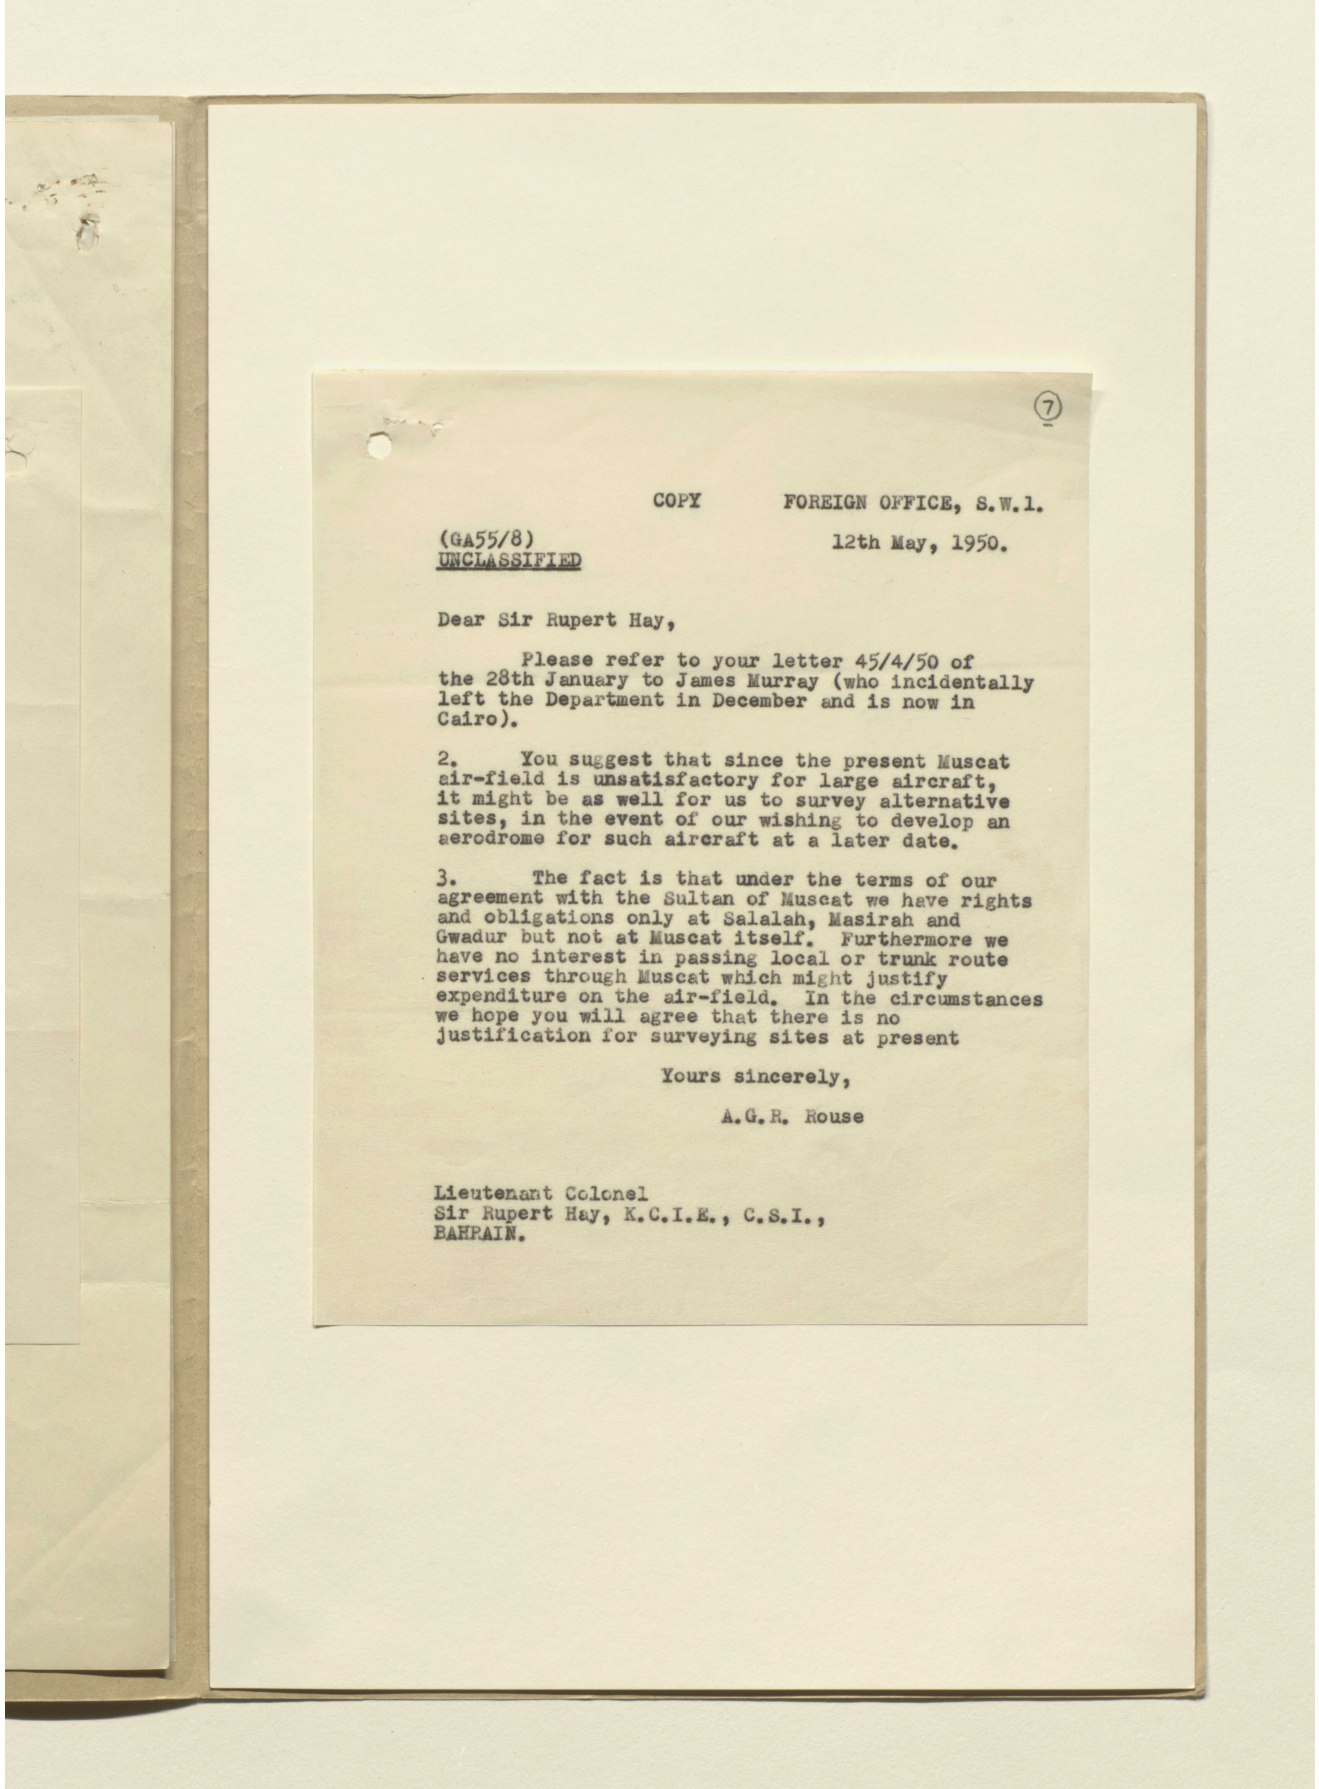 7
COPY FOREIGN OFFICE, S.W.1.
(GA55/8) 12th May, 1950.
UNCLASSIFIED
Dear Sir Rupert Hay,
Please refer to your letter 45/4/50 of
the 28th January to James Murray (who incidentally
left the Department in December and is now in
Cairo).
2. You suggest that since the present Muscat
air-field is unsatisfactory for large aircraft,
it might be as well for us to survey alternative
sites, in the event of our wishing to develop an
aerodrome for such aircraft at a later date.
3. The fact is that under the terms of our
agreement with the Sultan of Muscat we have rights
and obligations only at Salalah, Masirah and
Gwadur but not at Muscat itself. Furthermore we
have no interest in passing local or trunk route
services through Muscat which might justify
expenditure on the air-field. In the circumstances
we hope you will agree that there is no
justification for surveying sites at present
Yours sincerely,
A.G.R. Rouse
Lieutenant Colonel
Sir Rupert Hay, K.C.I.E., C.S.I.,
BAHRAIN.